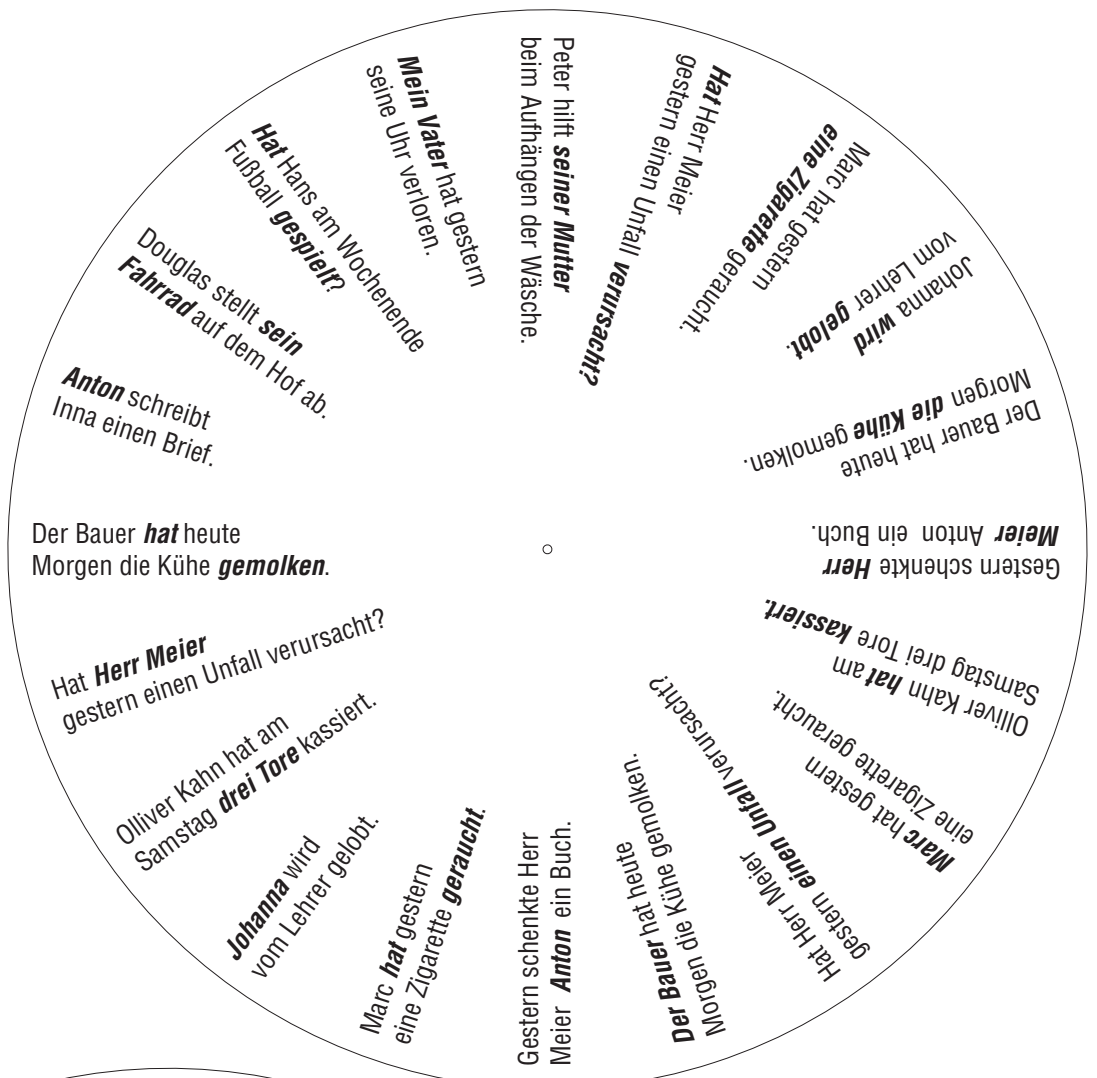 Peter hilft seiner Mutter
beim Aufhängen der Wäsche.
Hat Herr Meier
gestern einen Unfall verursacht?
Marc hat gestern
eine Zigarette geraucht.
Johanna wird
vom Lehrer gelobt.
Der Bauer hat heute
Morgen die Kühe gemolken.
Gestern schenkte Herr
Meier Anton ein Buch.
Olliver Kahn hat am
Samstag drei Tore kassiert.
Marc hat gestern
eine Zigarette geraucht.
Hat Herr Meier
gestern einen Unfall verursacht?
Der Bauer hat heute
Morgen die Kühe gemolken.
Gestern schenkte Herr
Meier Anton ein Buch.
Marc hat gestern
eine Zigarette geraucht.
Johanna wird
vom Lehrer gelobt.
Olliver Kahn hat am
Samstag drei Tore kassiert.
Hat Herr Meier
gestern einen Unfall verursacht?
Der Bauer hat heute
Morgen die Kühe gemolken.
Anton schreibt
Inna einen Brief.
Douglas stellt sein
Fahrrad auf dem Hof ab.
Hat Hans am Wochenende
Fußball gespielt?
Mein Vater hat gestern
seine Uhr verloren.